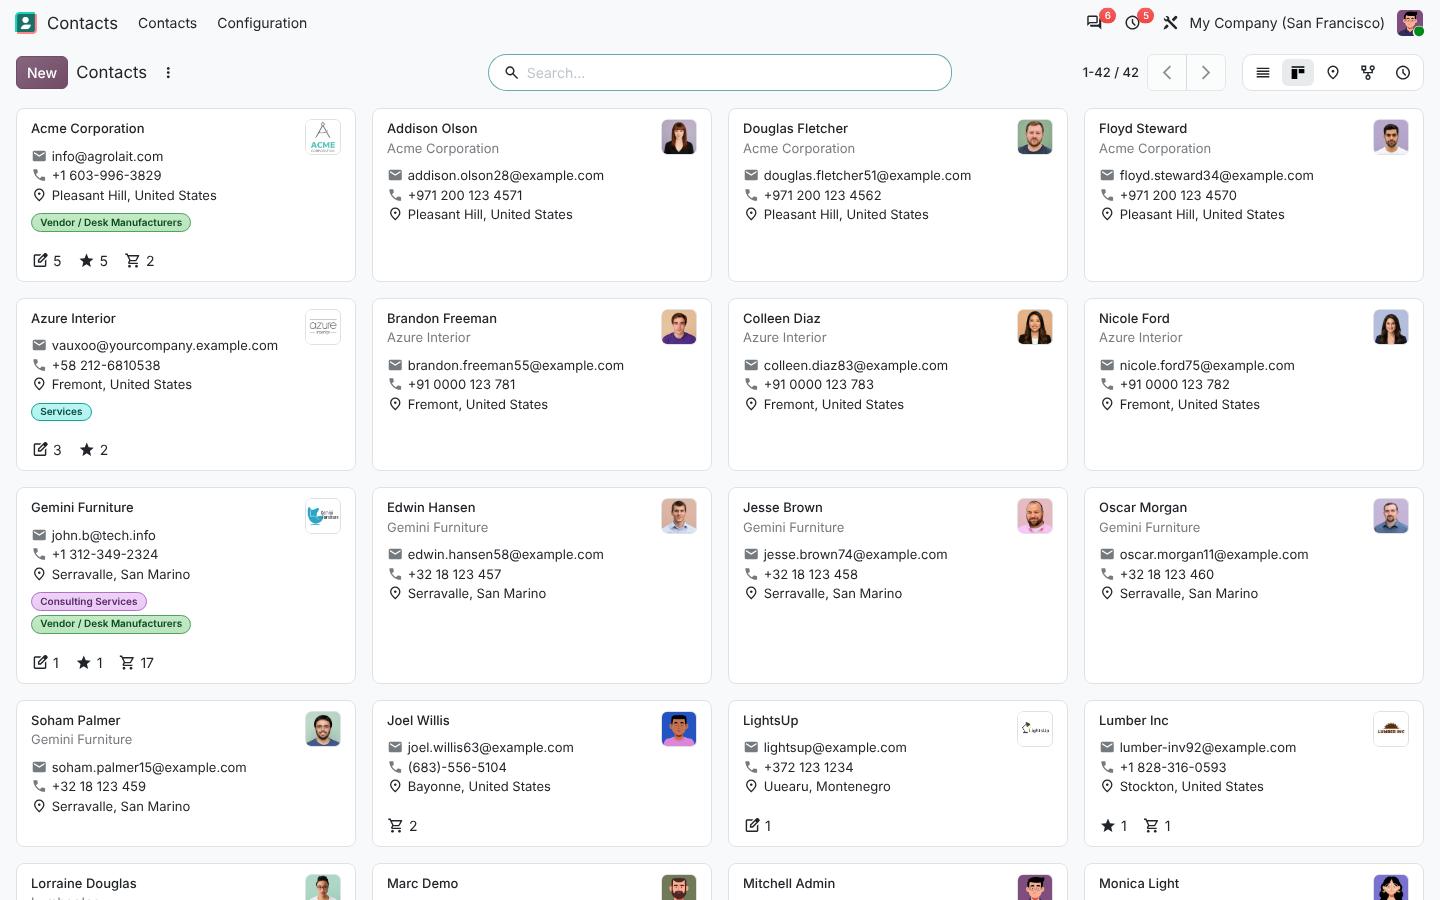 Contacts
Contacts
Configuration
6
5
My Company (San Francisco)
New
Contacts
Search...
1-42 / 42
Acme Corporation
ACME
info@agrolait.com
+1 603-996-3829
Pleasant Hill, United States
Vendor / Desk Manufacturers
5
5
2
Addison Olson
Acme Corporation
addison.olson28@example.com
+971 200 123 4571
Pleasant Hill, United States
Douglas Fletcher
Acme Corporation
douglas.fletcher51@example.com
+971 200 123 4562
Pleasant Hill, United States
Floyd Steward
Acme Corporation
floyd.steward34@example.com
+971 200 123 4570
Pleasant Hill, United States
Azure Interior
azure
vauxoo@yourcompany.example.com
+58 212-6810538
Fremont, United States
Services
3
2
Brandon Freeman
Azure Interior
brandon.freeman55@example.com
+91 0000 123 781
Fremont, United States
Colleen Diaz
Azure Interior
colleen.diaz83@example.com
+91 0000 123 783
Fremont, United States
Nicole Ford
Azure Interior
nicole.ford75@example.com
+91 0000 123 782
Fremont, United States
Gemini Furniture
john.b@tech.info
+1 312-349-2324
Serravalle, San Marino
Consulting Services
Vendor / Desk Manufacturers
1
1
17
Edwin Hansen
Gemini Furniture
edwin.hansen58@example.com
+32 18 123 457
Serravalle, San Marino
Jesse Brown
Gemini Furniture
jesse.brown74@example.com
+32 18 123 458
Serravalle, San Marino
Oscar Morgan
Gemini Furniture
oscar.morgan11@example.com
+32 18 123 460
Serravalle, San Marino
Soham Palmer
Gemini Furniture
soham.palmer15@example.com
+32 18 123 459
Serravalle, San Marino
Joel Willis
joel.willis63@example.com
(683)-556-5104
Bayonne, United States
2
LightsUp
LightsUp
lightsup@example.com
+372 123 1234
Uuearu, Montenegro
1
Lumber Inc
LUMBER INC
lumber-inv92@example.com
+1 828-316-0593
Stockton, United States
1
1
Lorraine Douglas
Marc Demo
Mitchell Admin
Monica Light